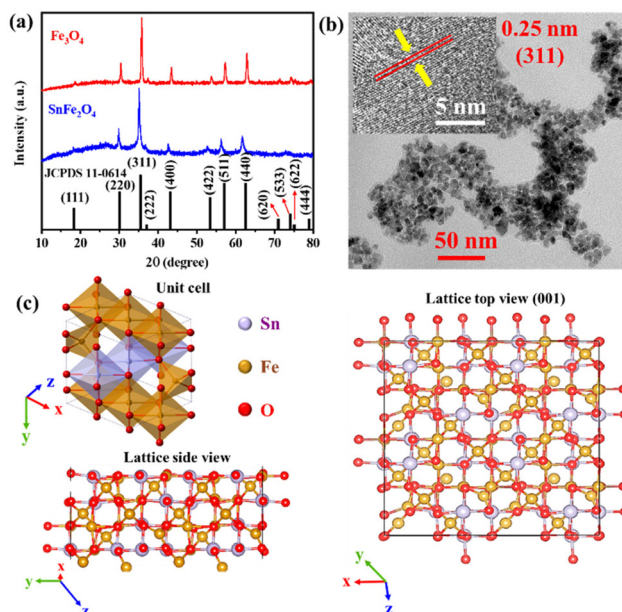 (a)
Fe₃O₄
SnFe₂O₄
JCPDS 11-0614
(111)
(220)
(311)
(222)
(400)
(422)
(511)
(440)
(620)
(533)
(622)
(444)
Intensity (a.u.)
10 20 30 40 50 60 70 80
2θ (degree)
(b)
0.25 nm
(311)
5 nm
50 nm
(c)
Unit cell
Sn
Fe
O
z
x
y
Lattice side view
x
y
z
Lattice top view (001)
y
x
z